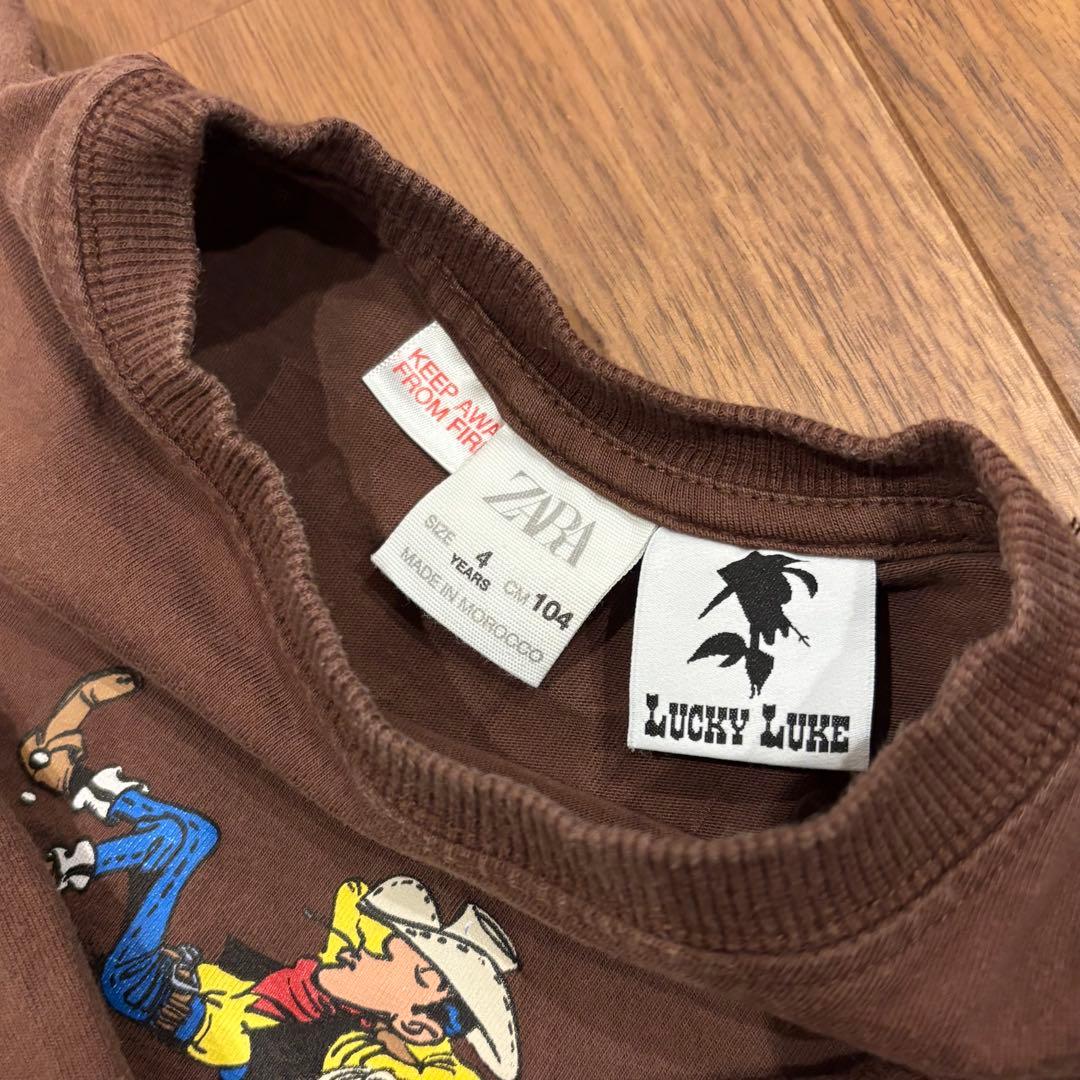 KEEP AWA
FROM FIR
ZARA
SIZE 4 YEARS CM 104
MADE IN MOROCCO
LUCKY LUKE